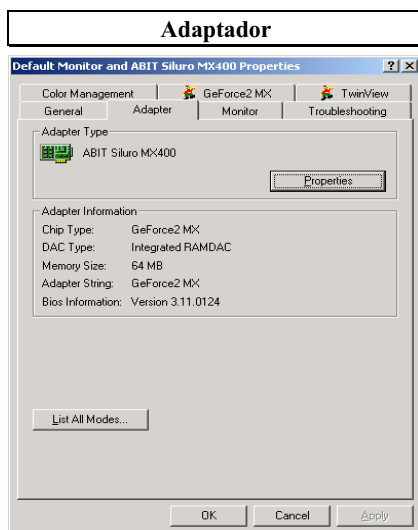 Adaptador
Default Monitor and ABIT Siluro MX400 Properties
Color Management GeForce2 MX TwinView
General Adapter Monitor Troubleshooting
Adapter Type
ABIT Siluro MX400
Properties
Adapter Information
Chip Type: GeForce2 MX
DAC Type: Integrated RAMDAC
Memory Size: 64 MB
Adapter String: GeForce2 MX
Bios Information: Version 3.11.0124
List All Modes...
OK Cancel Apply